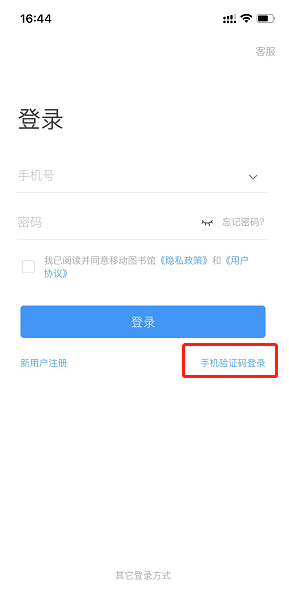 16:44
客服
登录
手机号
密码
忘记密码?
我已阅读并同意移动图书馆《隐私政策》和《用户
协议》
登录
新用户注册
手机验证码登录
其它登录方式